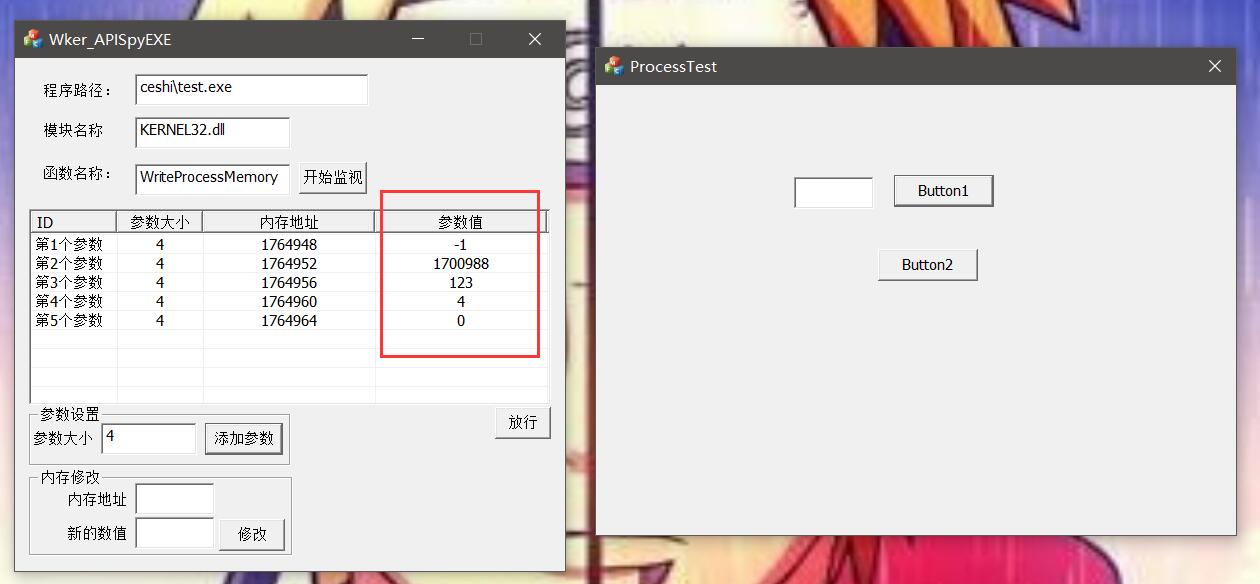 Wker_APISpyEXE
程序路径：
ceshi\test.exe
模块名称
KERNEL32.dll
函数名称：
WriteProcessMemory
开始监视
ID 参数大小 内存地址 参数值
第1个参数 4 1764948 -1
第2个参数 4 1764952 1700988
第3个参数 4 1764956 123
第4个参数 4 1764960 4
第5个参数 4 1764964 0
放行
参数设置
参数大小 4 添加参数
内存修改
内存地址
新的数值 修改
ProcessTest
Button1
Button2